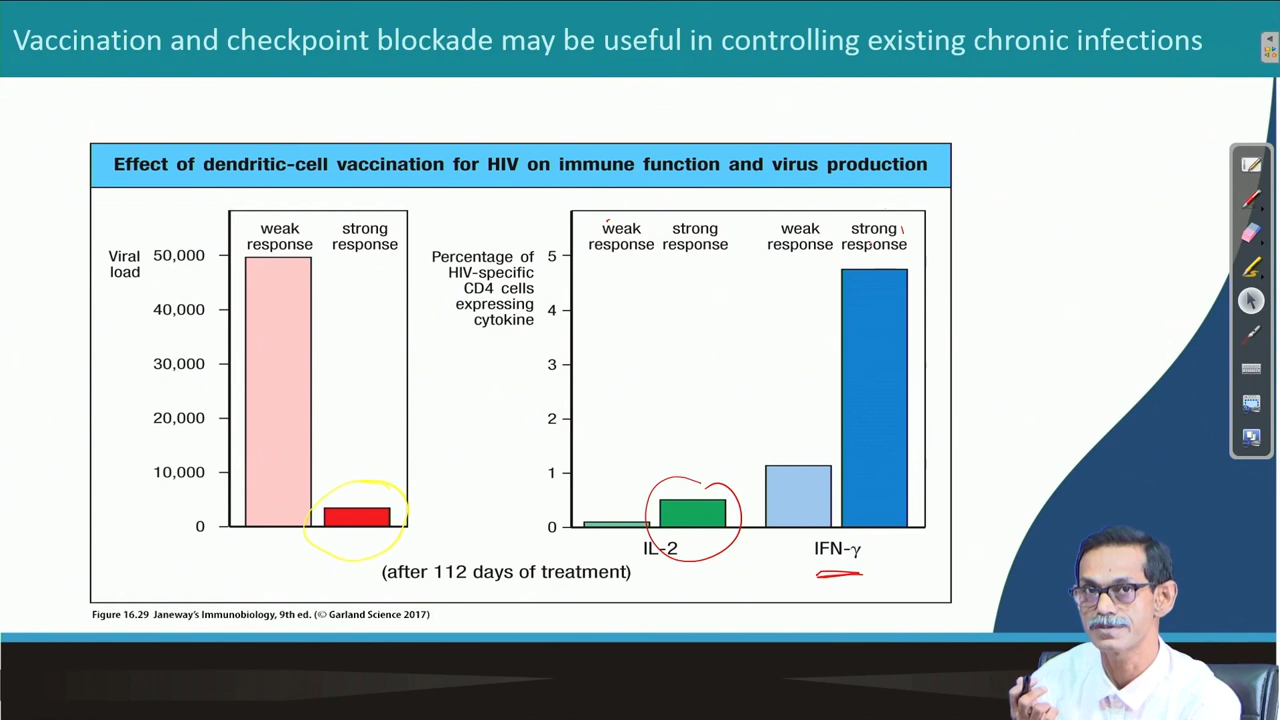 Vaccination and checkpoint blockade may be useful in controlling existing chronic infections
Effect of dendritic-cell vaccination for HIV on immune function and virus production
Viral
load
50,000
40,000
30,000
20,000
10,000
0
weak
response
strong
response
Percentage of
HIV-specific
CD4 cells
expressing
cytokine
5
4
3
2
1
0
weak
response
strong
response
weak
response
strong
response
IL-2
IFN-γ
(after 112 days of treatment)
Figure 16.29 Janeway's Immunobiology, 9th ed. (© Garland Science 2017)